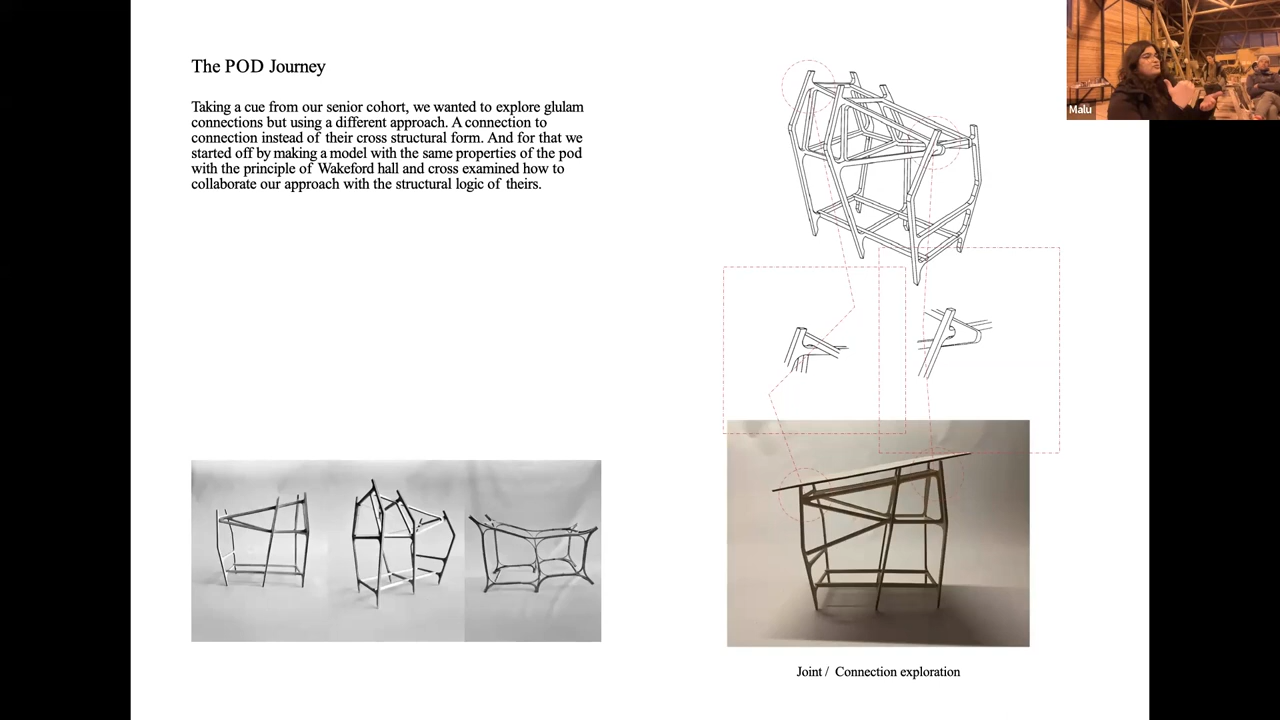 The POD Journey
Taking a cue from our senior cohort, we wanted to explore glulam
connections but using a different approach. A connection to
connection instead of their cross structural form. And for that we
started off by making a model with the same properties of the pod
with the principle of Wakeford hall and cross examined how to
collaborate our approach with the structural logic of theirs.
Malu
Joint / Connection exploration